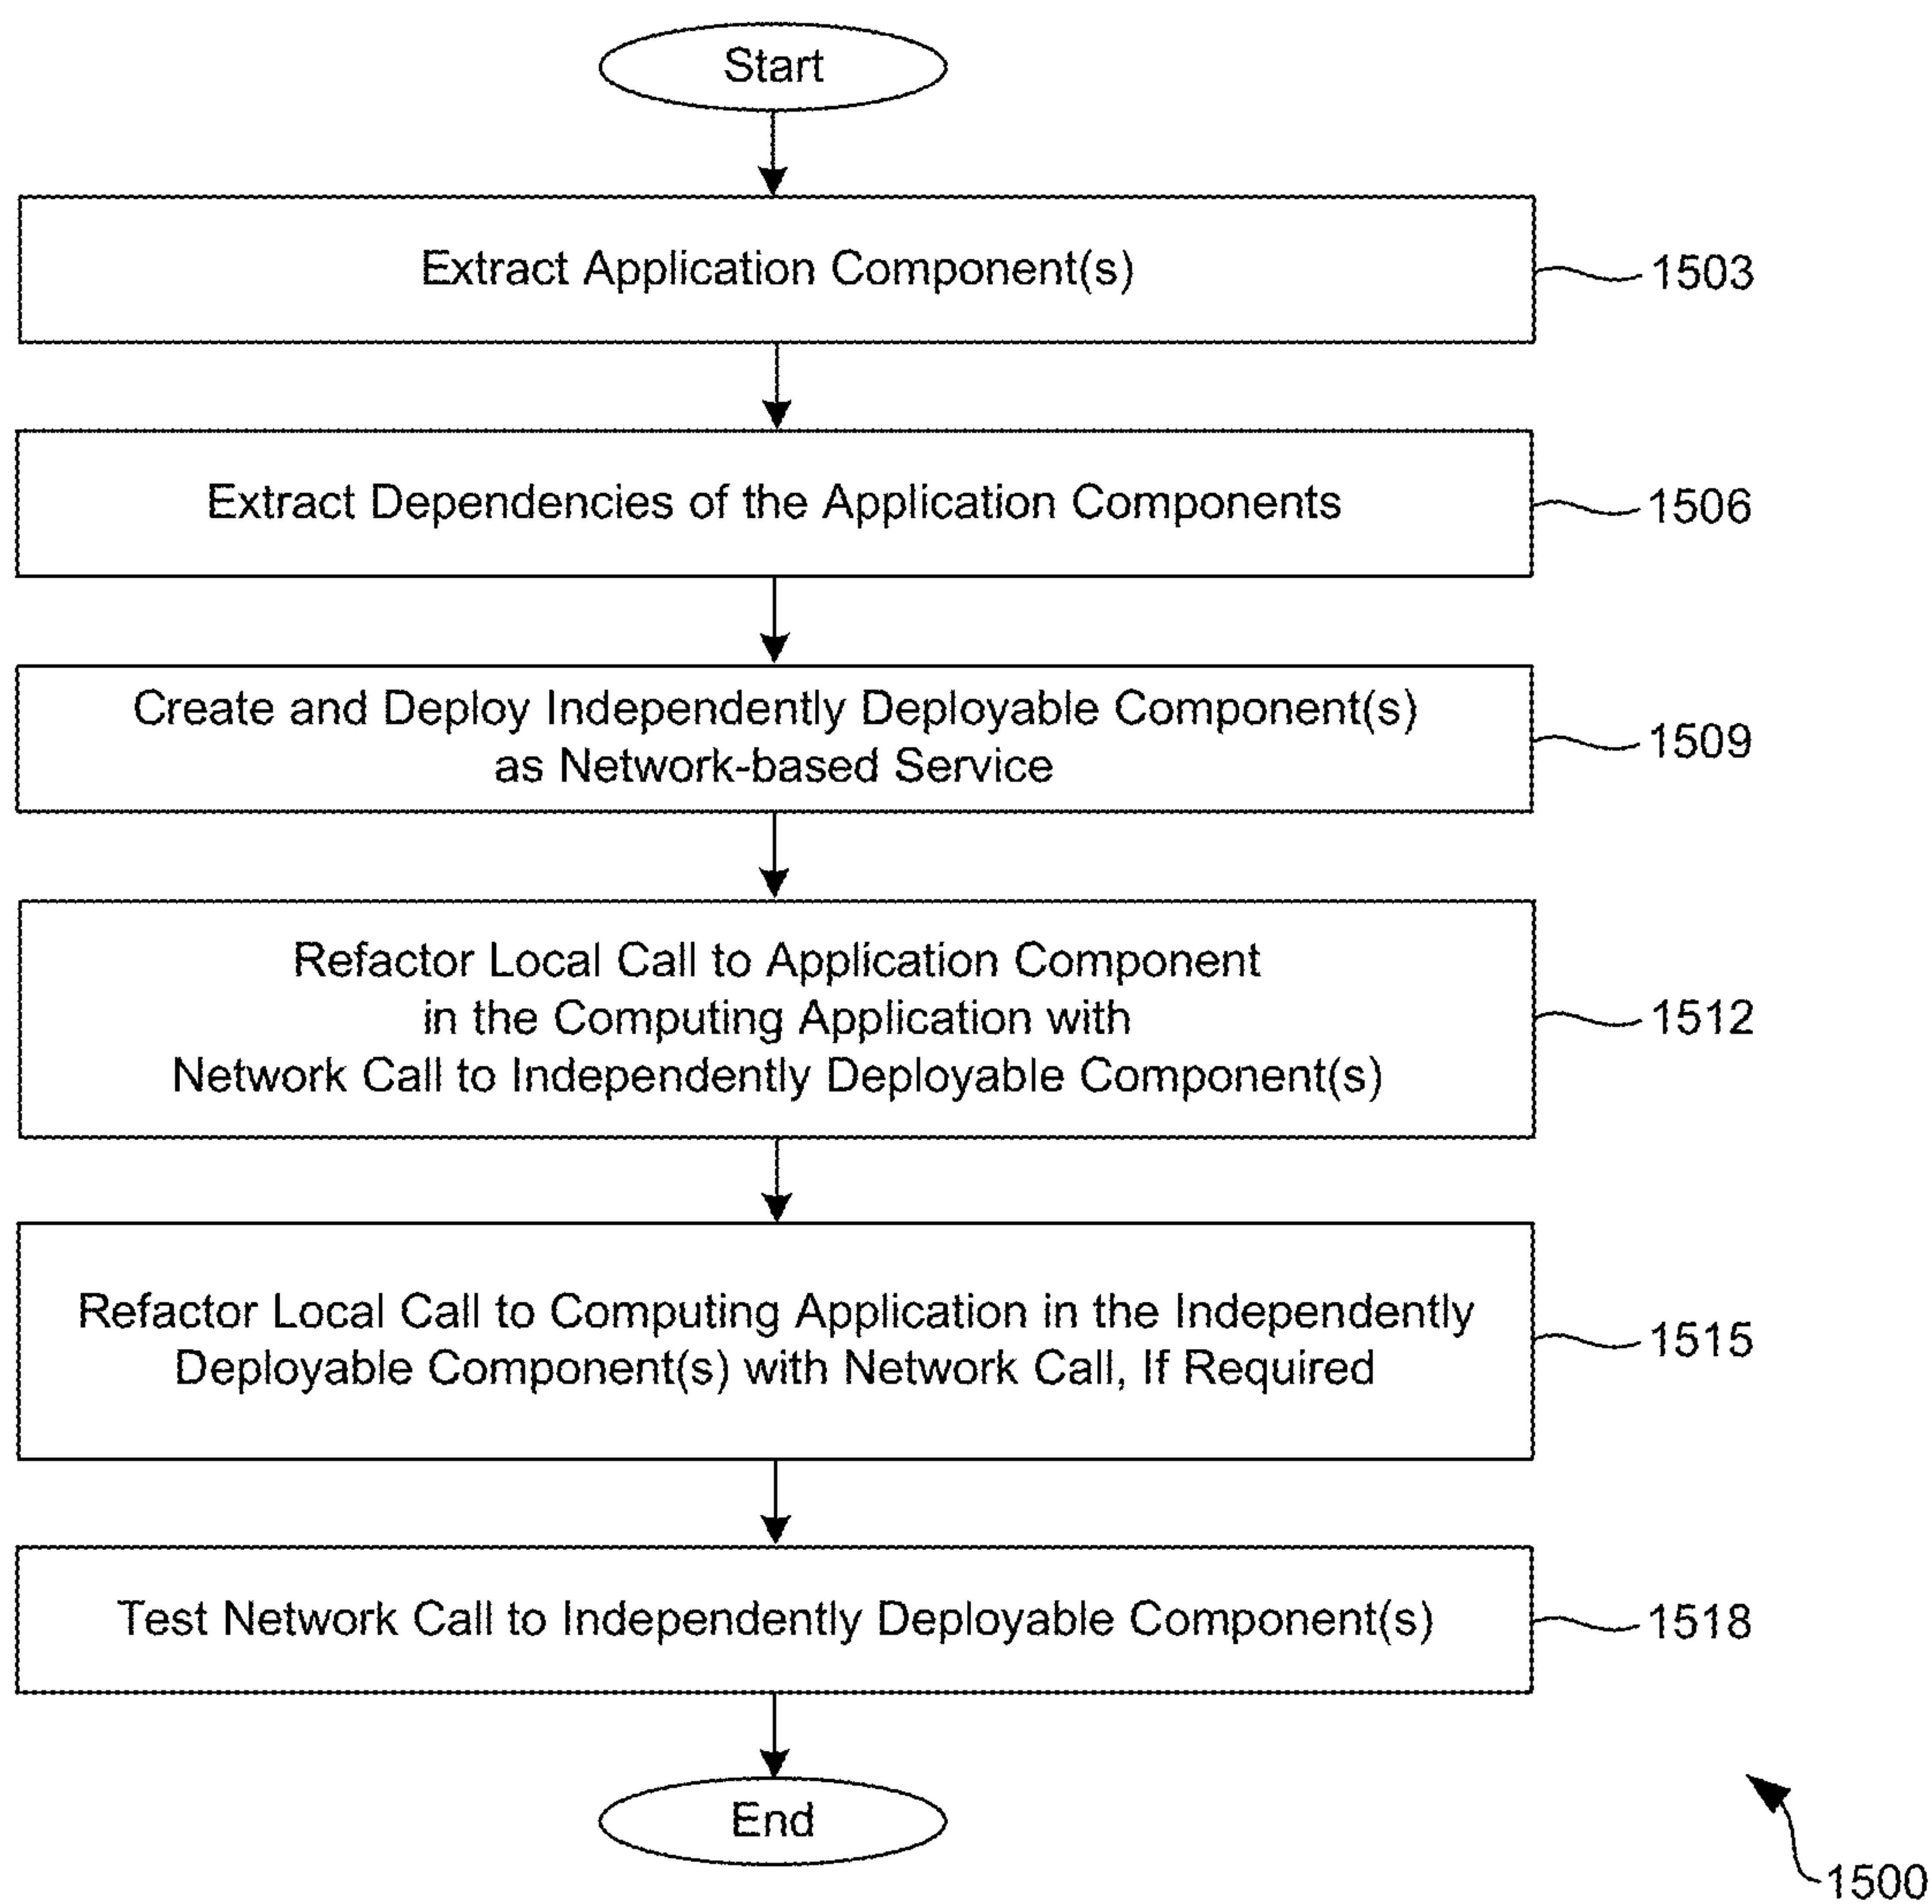 Start
Extract Application Component(s)
1503
Extract Dependencies of the Application Components
1506
Create and Deploy Independently Deployable Component(s)
as Network-based Service
1509
Refactor Local Call to Application Component
in the Computing Application with
Network Call to Independently Deployable Component(s)
1512
Refactor Local Call to Computing Application in the Independently
Deployable Component(s) with Network Call, If Required
1515
Test Network Call to Independently Deployable Component(s)
1518
End
1500